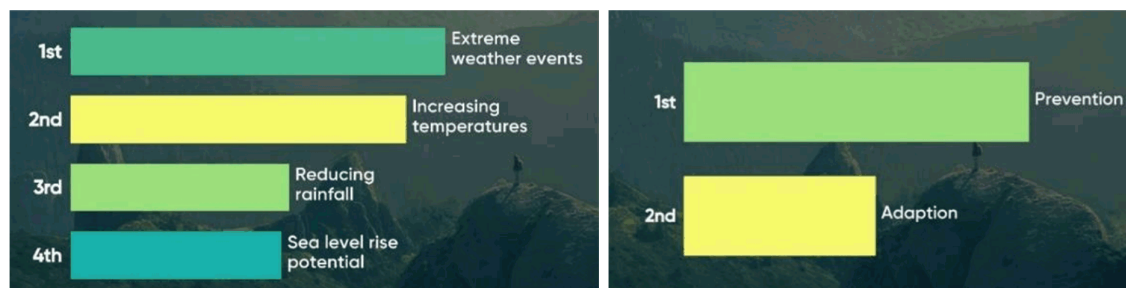 1st
Extreme
weather events
2nd
Increasing
temperatures
3rd
Reducing
rainfall
4th
Sea level rise
potential
1st
Prevention
2nd
Adaption